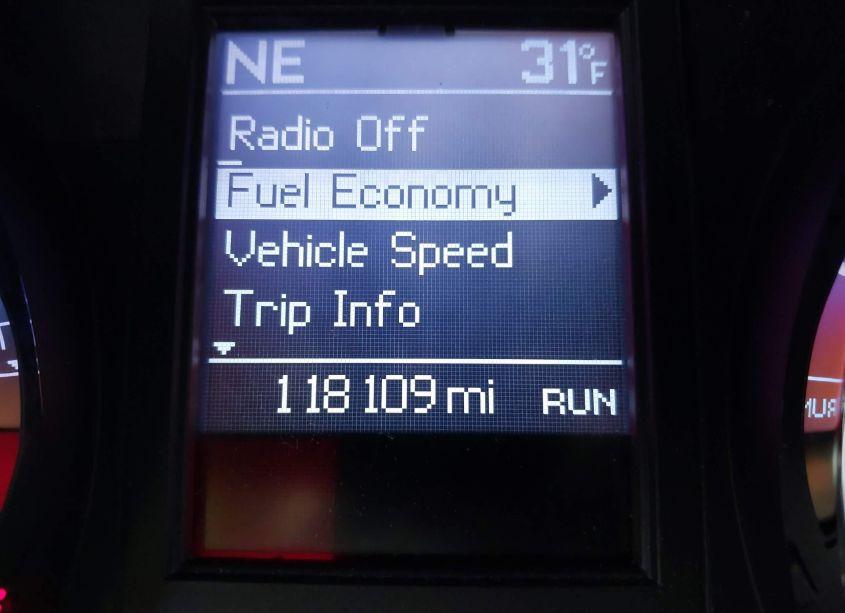 NE 31°F
Radio Off
Fuel Economy
Vehicle Speed
Trip Info
118109 mi RUN